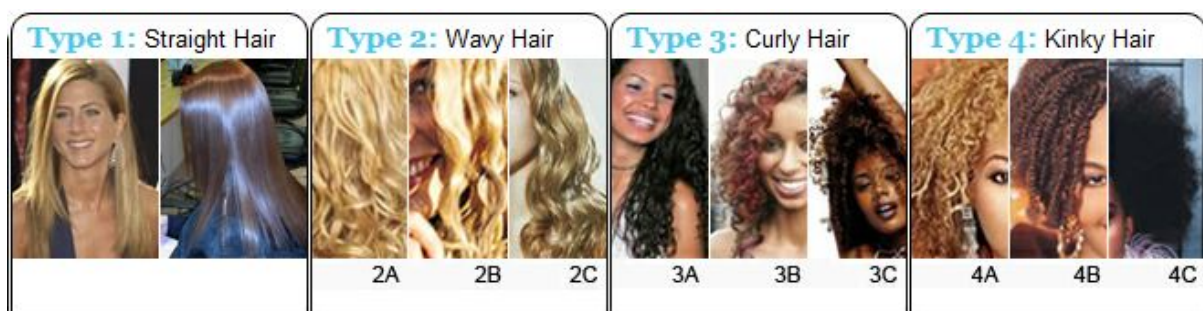 Type 1: Straight Hair
Type 2: Wavy Hair
Type 3: Curly Hair
Type 4: Kinky Hair
2A 2B 2C
3A 3B 3C
4A 4B 4C